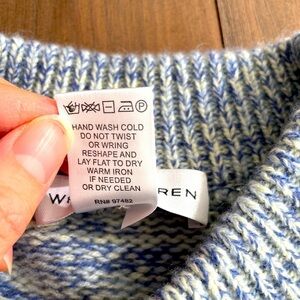 HAND WASH COLD
DO NOT TWIST
OR WRING
RESHAPE AND
LAY FLAT TO DRY
WARM IRON
IF NEEDED
OR DRY CLEAN
RN# 97482